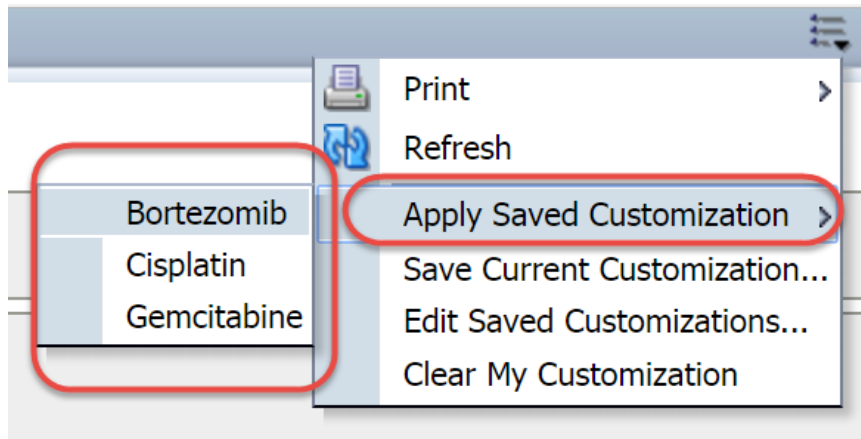 Print
Refresh
Apply Saved Customization
Bortezomib
Cisplatin
Gemcitabine
Save Current Customization...
Edit Saved Customizations...
Clear My Customization